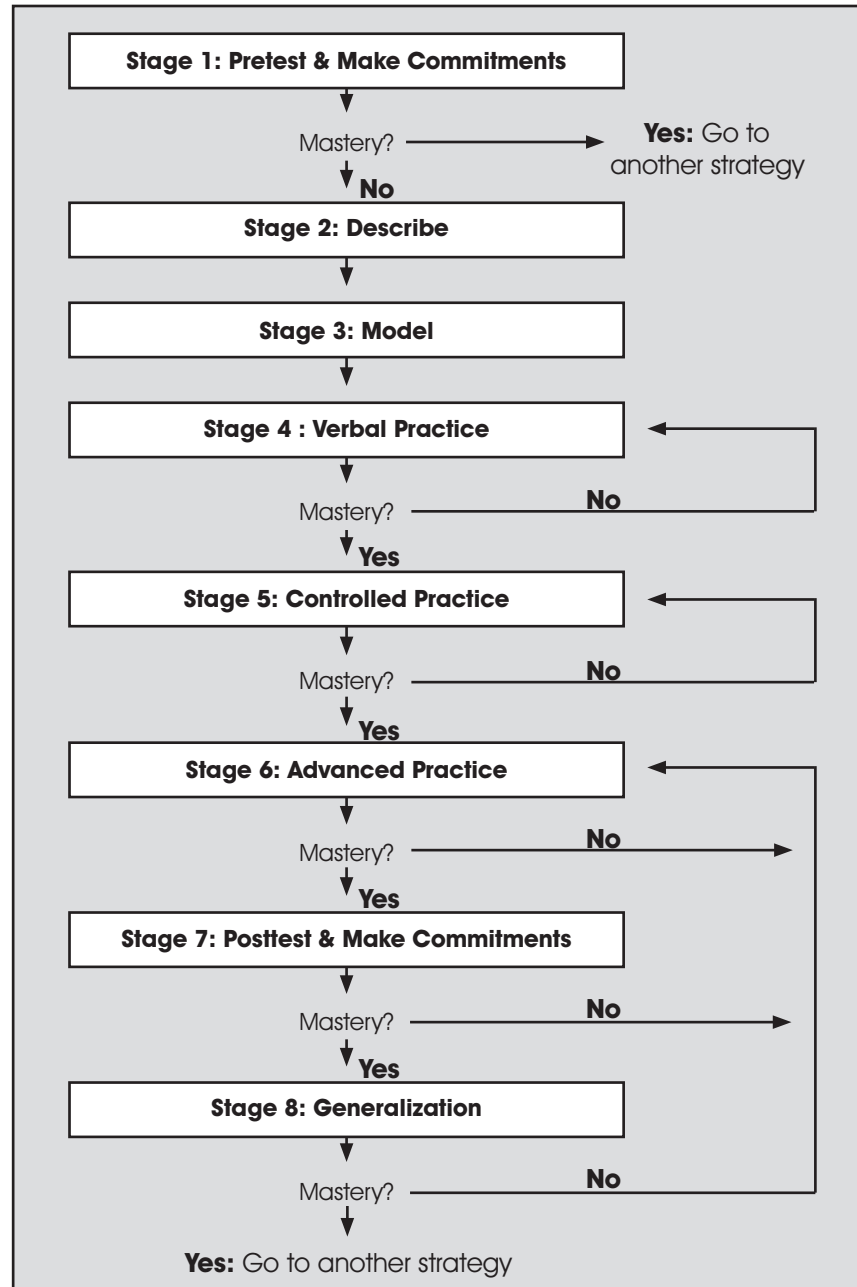 Stage 1: Pretest & Make Commitments
Mastery?
Yes: Go to
another strategy
No
Stage 2: Describe
Stage 3: Model
Stage 4 : Verbal Practice
Mastery?
No
Yes
Stage 5: Controlled Practice
Mastery?
No
Yes
Stage 6: Advanced Practice
Mastery?
No
Yes
Stage 7: Posttest & Make Commitments
Mastery?
No
Yes
Stage 8: Generalization
Mastery?
No
Yes: Go to another strategy